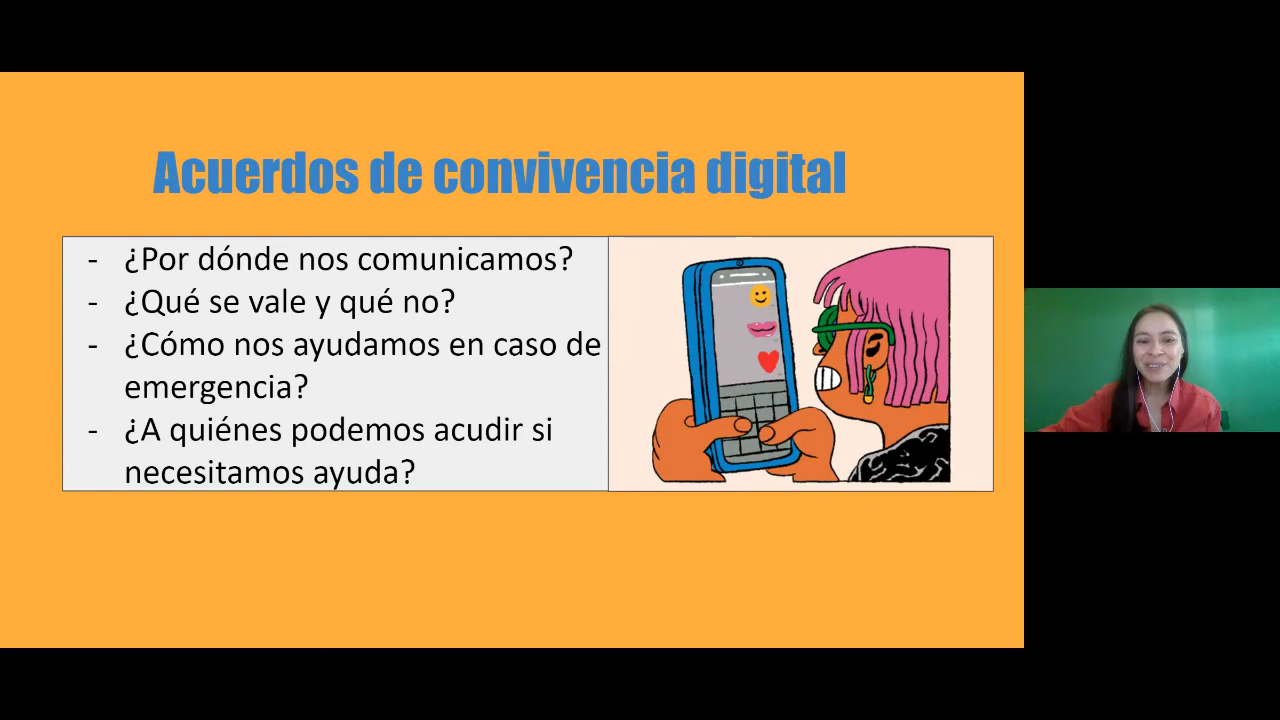 Acuerdos de convivencia digital
- ¿Por dónde nos comunicamos?
- ¿Qué se vale y qué no?
- ¿Cómo nos ayudamos en caso de
emergencia?
- ¿A quiénes podemos acudir si
necesitamos ayuda?